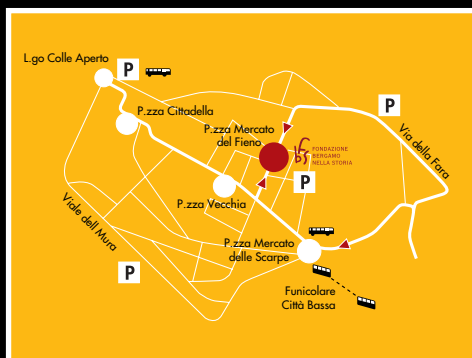 L.go Colle Aperto
P
P.zza Cittadella
P
P.zza Mercato
del Fieno
FONDAZIONE
BERGAMO
NELLA STORIA
Via della Fara
P
P.zza Vecchia
Viale dell Mura
P.zza Mercato
delle Scarpe
P
Funicolare
Città Bassa